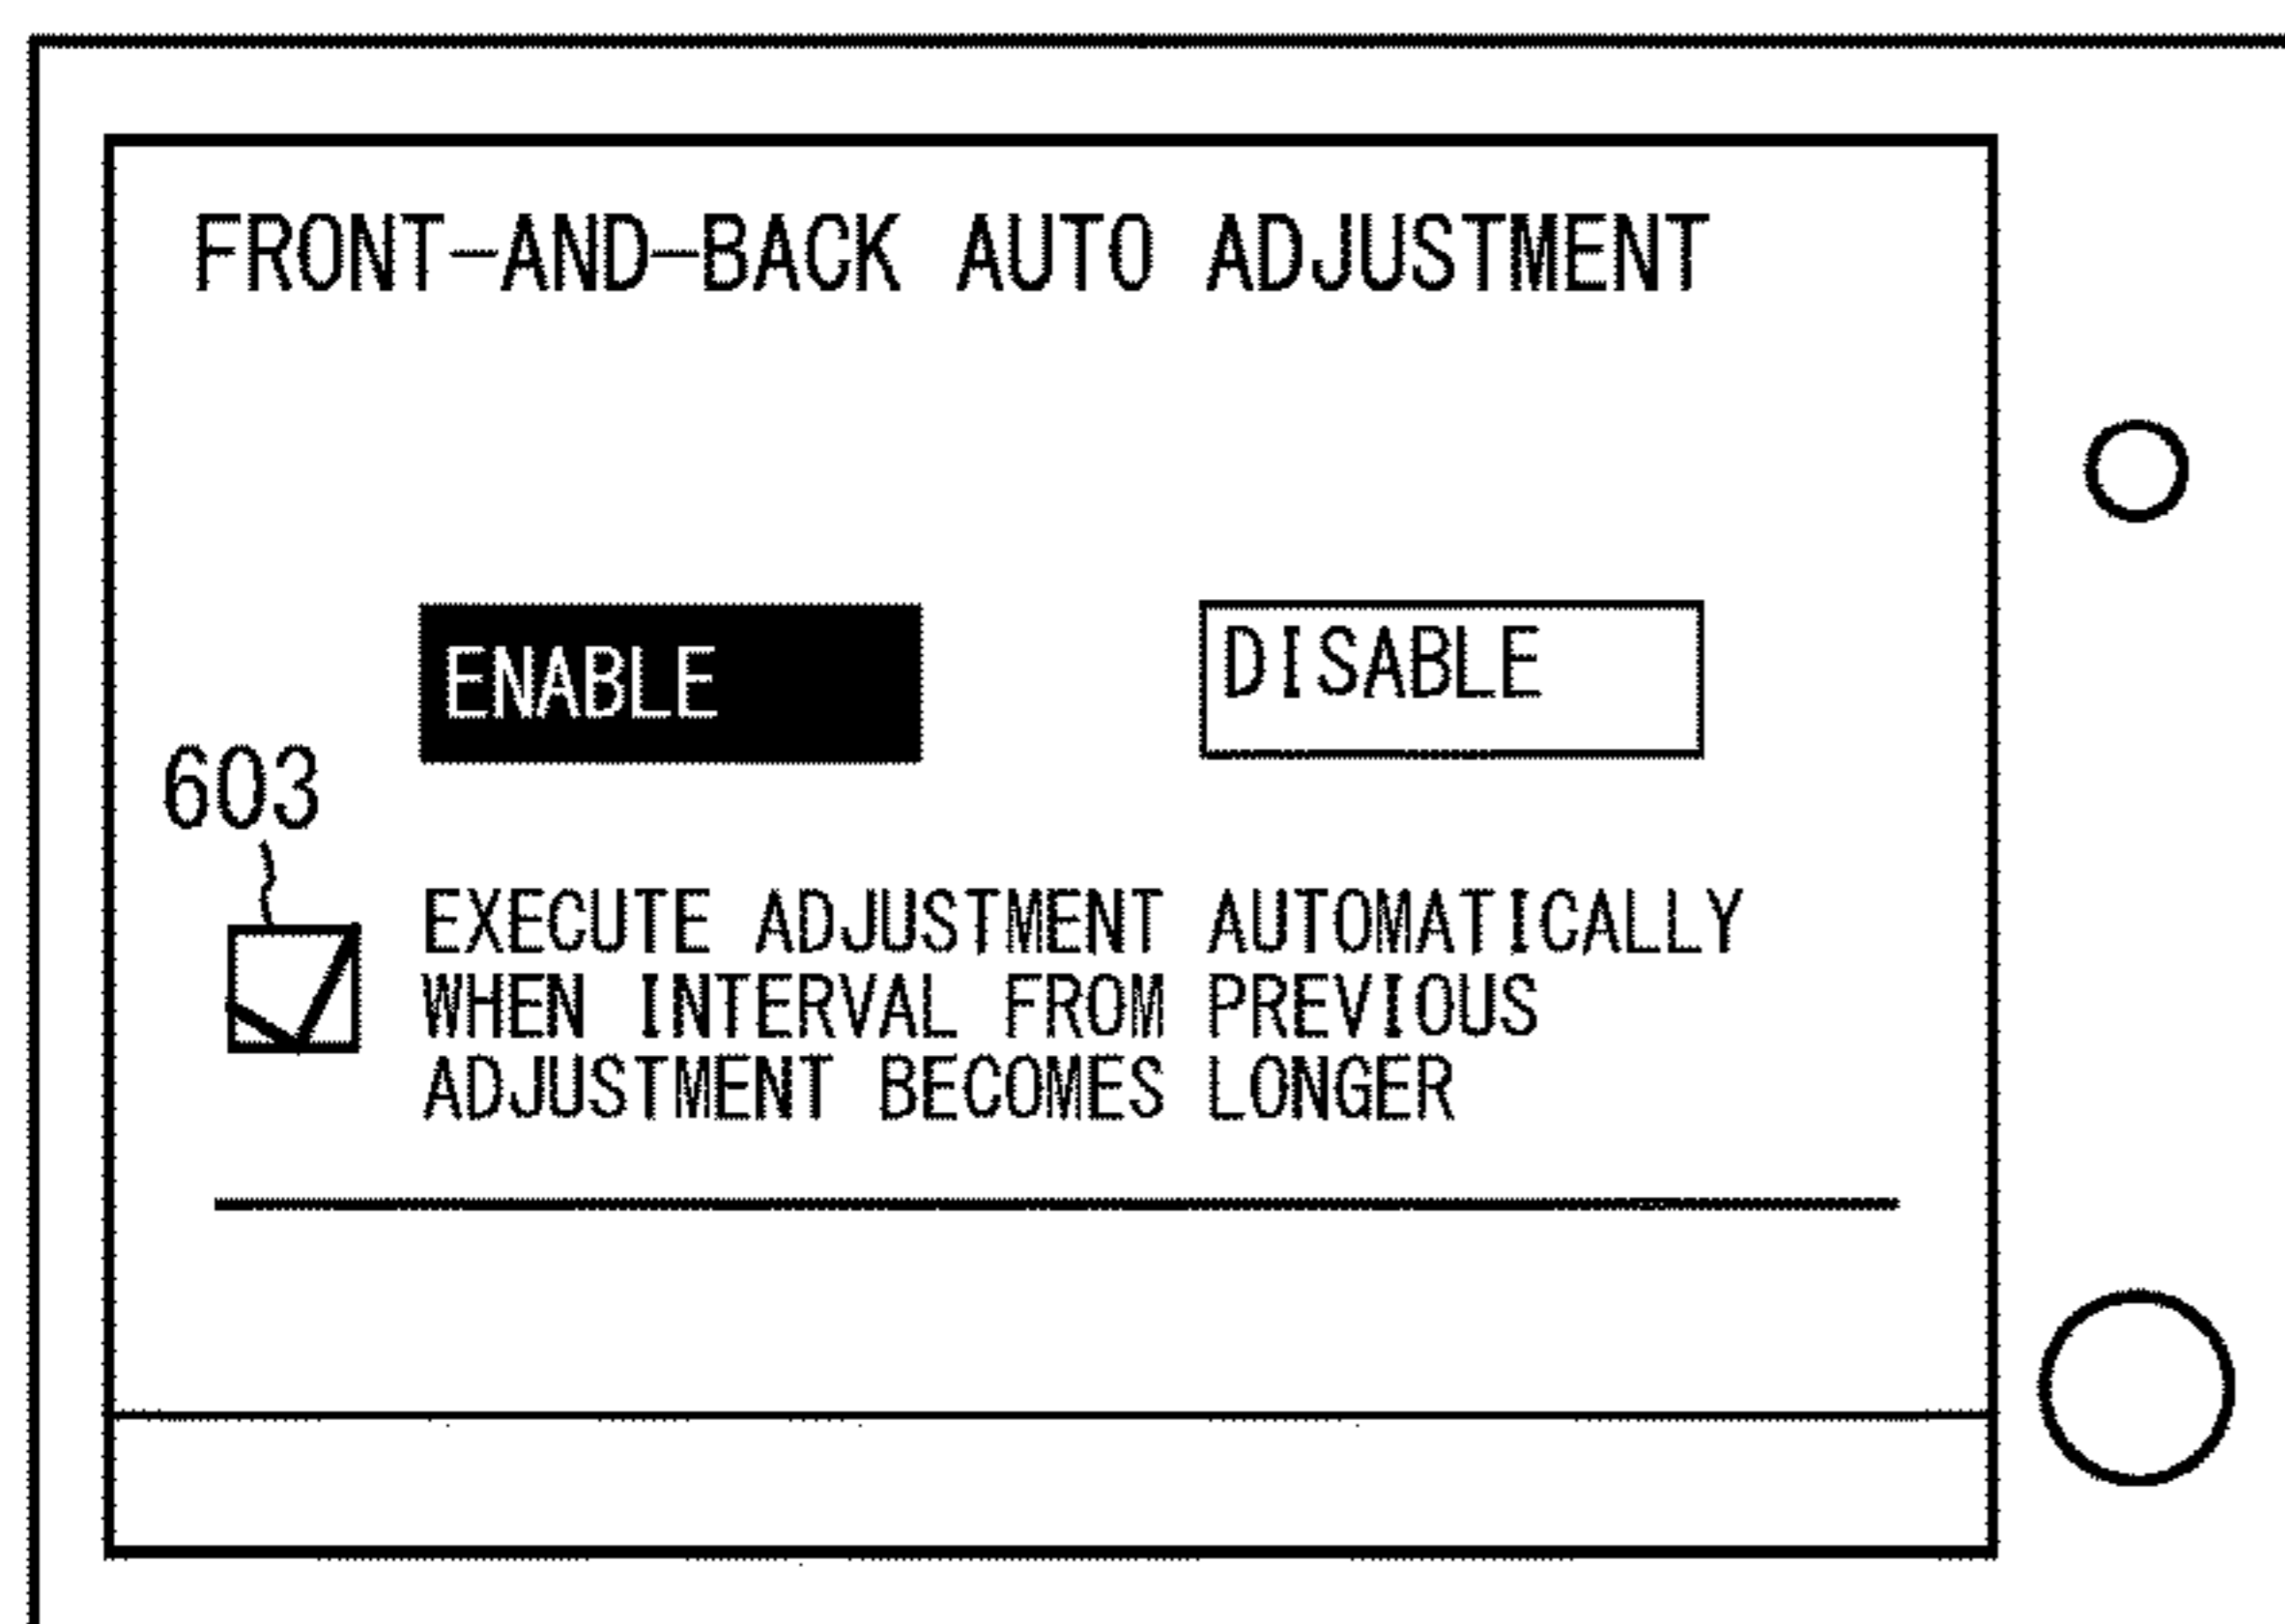 FRONT-AND-BACK AUTO ADJUSTMENT
ENABLE DISABLE
603
EXECUTE ADJUSTMENT AUTOMATICALLY
WHEN INTERVAL FROM PREVIOUS
ADJUSTMENT BECOMES LONGER